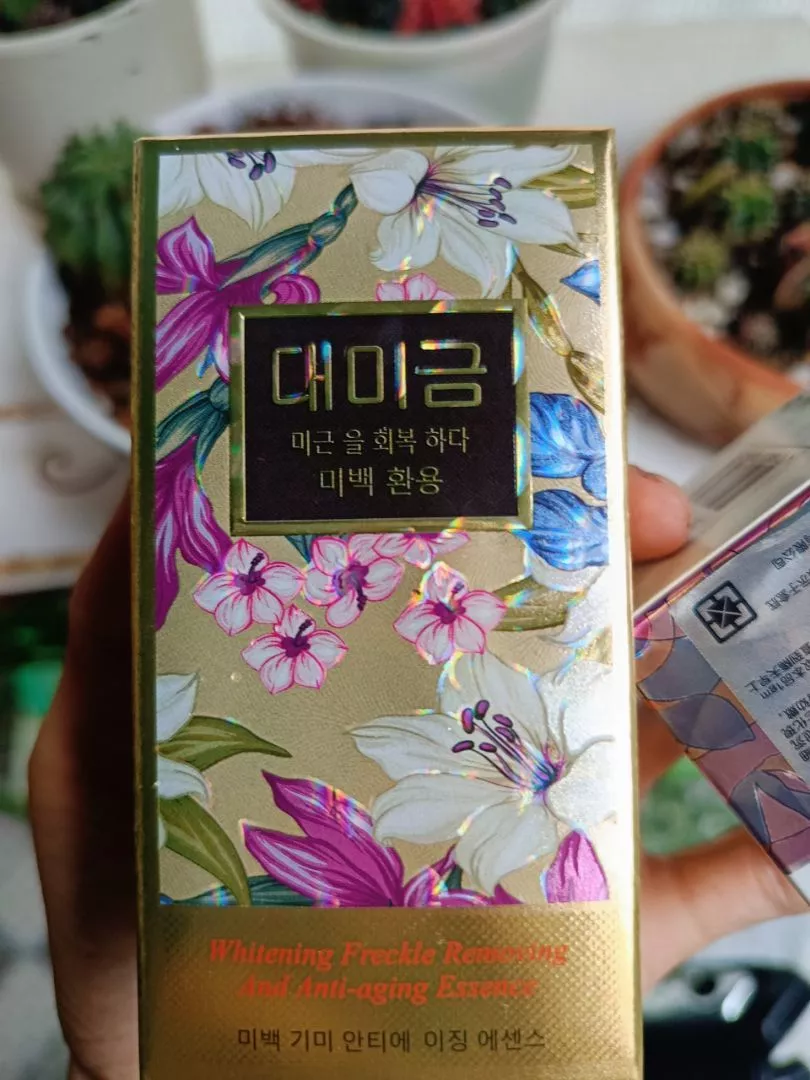 대미금
미근 을 회복 하다
미백 환용
Whitening Freckle Removing
And Anti-aging Essence
미백 기미 안티에 이징 에센스